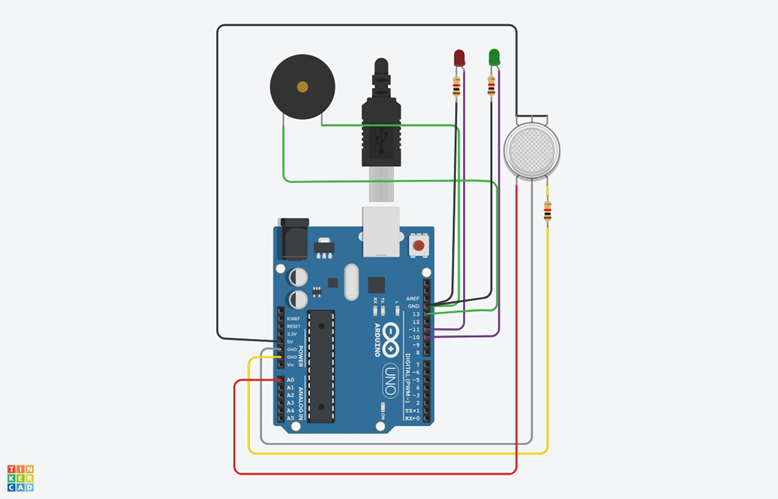 AREF
GND
13
12
~11
~10
~9
8
7
~6
~5
4
~3
2
TX→1
RX←0
DIGITAL (PWM~)
IOREF
RESET
3.3V
5V
GND
GND
Vin
POWER
A0
A1
A2
A3
A4
A5
ANALOG IN
RX
TX
L
ARDUINO
UNO
ON
TIN
KER
CAD